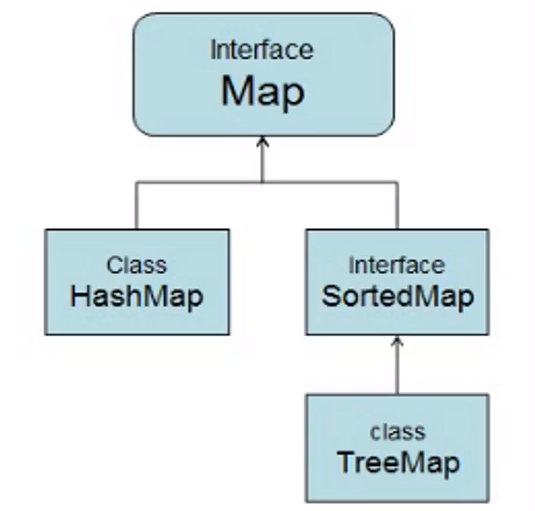 Interface
Map
Class
HashMap
Interface
SortedMap
class
TreeMap